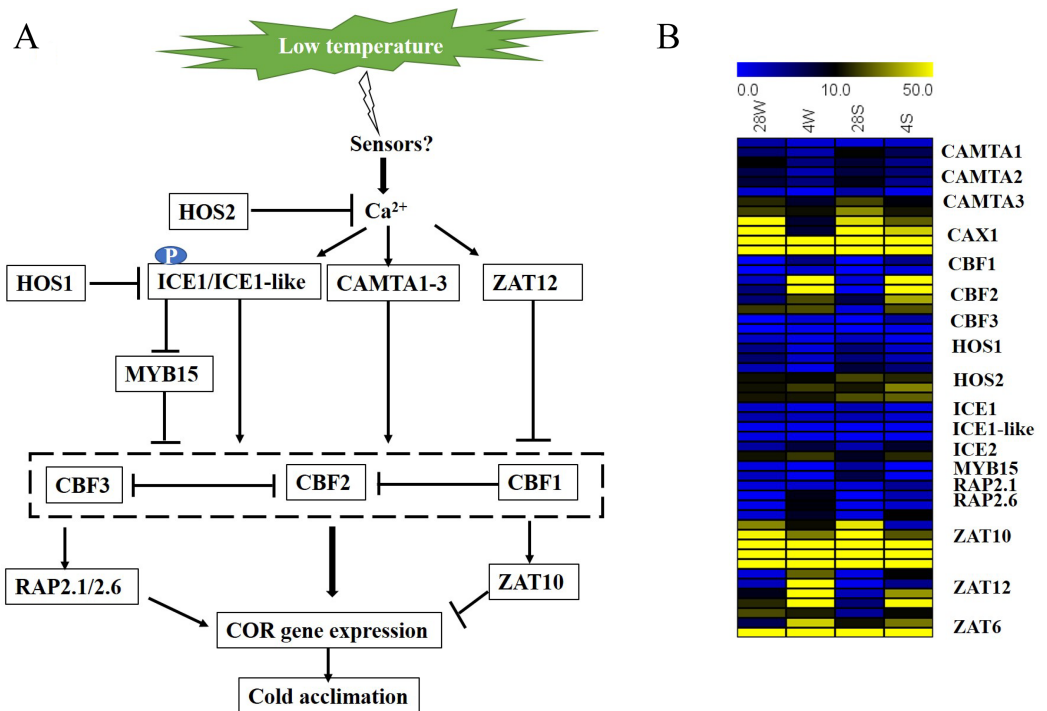 A
Low temperature
Sensors?
HOS2
Ca²⁺
P
HOS1
ICE1/ICE1-like
CAMTA1-3
ZAT12
MYB15
CBF3
CBF2
CBF1
RAP2.1/2.6
ZAT10
COR gene expression
Cold acclimation
B
0.0 10.0 50.0
28W 4W 28S 4S
CAMTA1
CAMTA2
CAMTA3
CAX1
CBF1
CBF2
CBF3
HOS1
HOS2
ICE1
ICE1-like
ICE2
MYB15
RAP2.1
RAP2.6
ZAT10
ZAT12
ZAT6